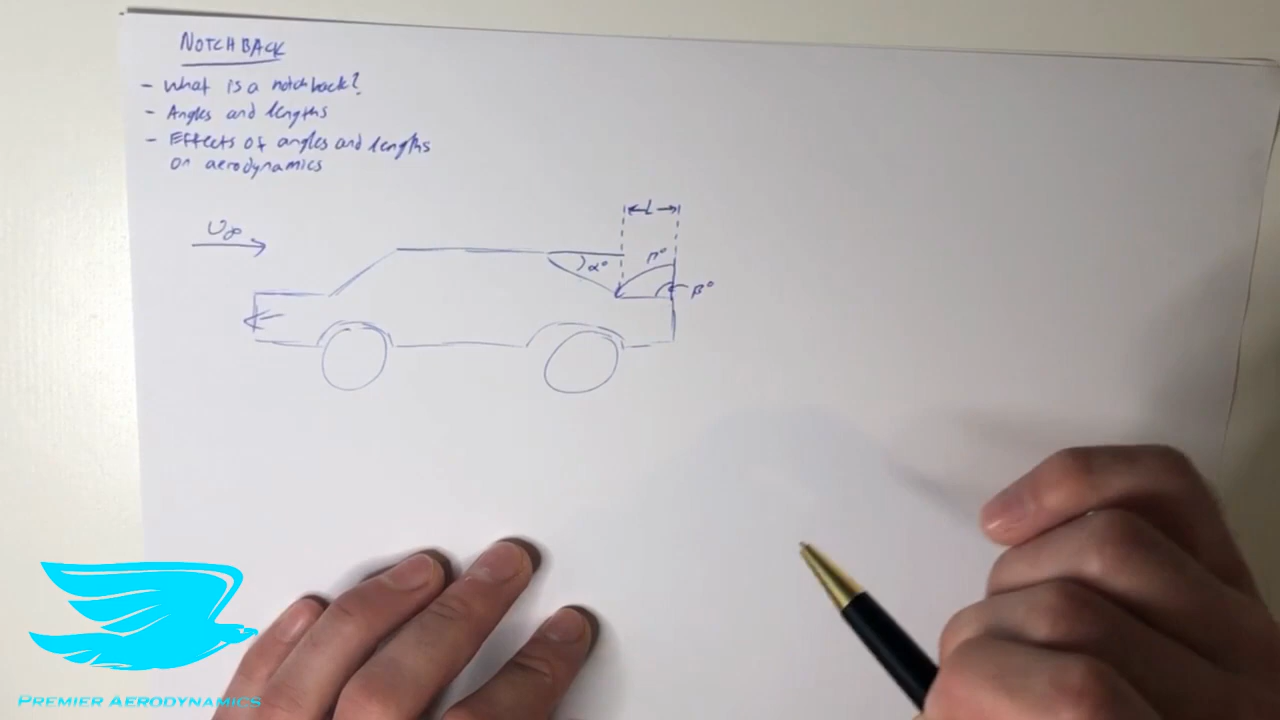 NOTCHBACK
- What is a notchback?
- Angles and lengths
- Effects of angles and lengths
on aerodynamics
L
U∞
α°
β°
PREMIER AERODYNAMICS